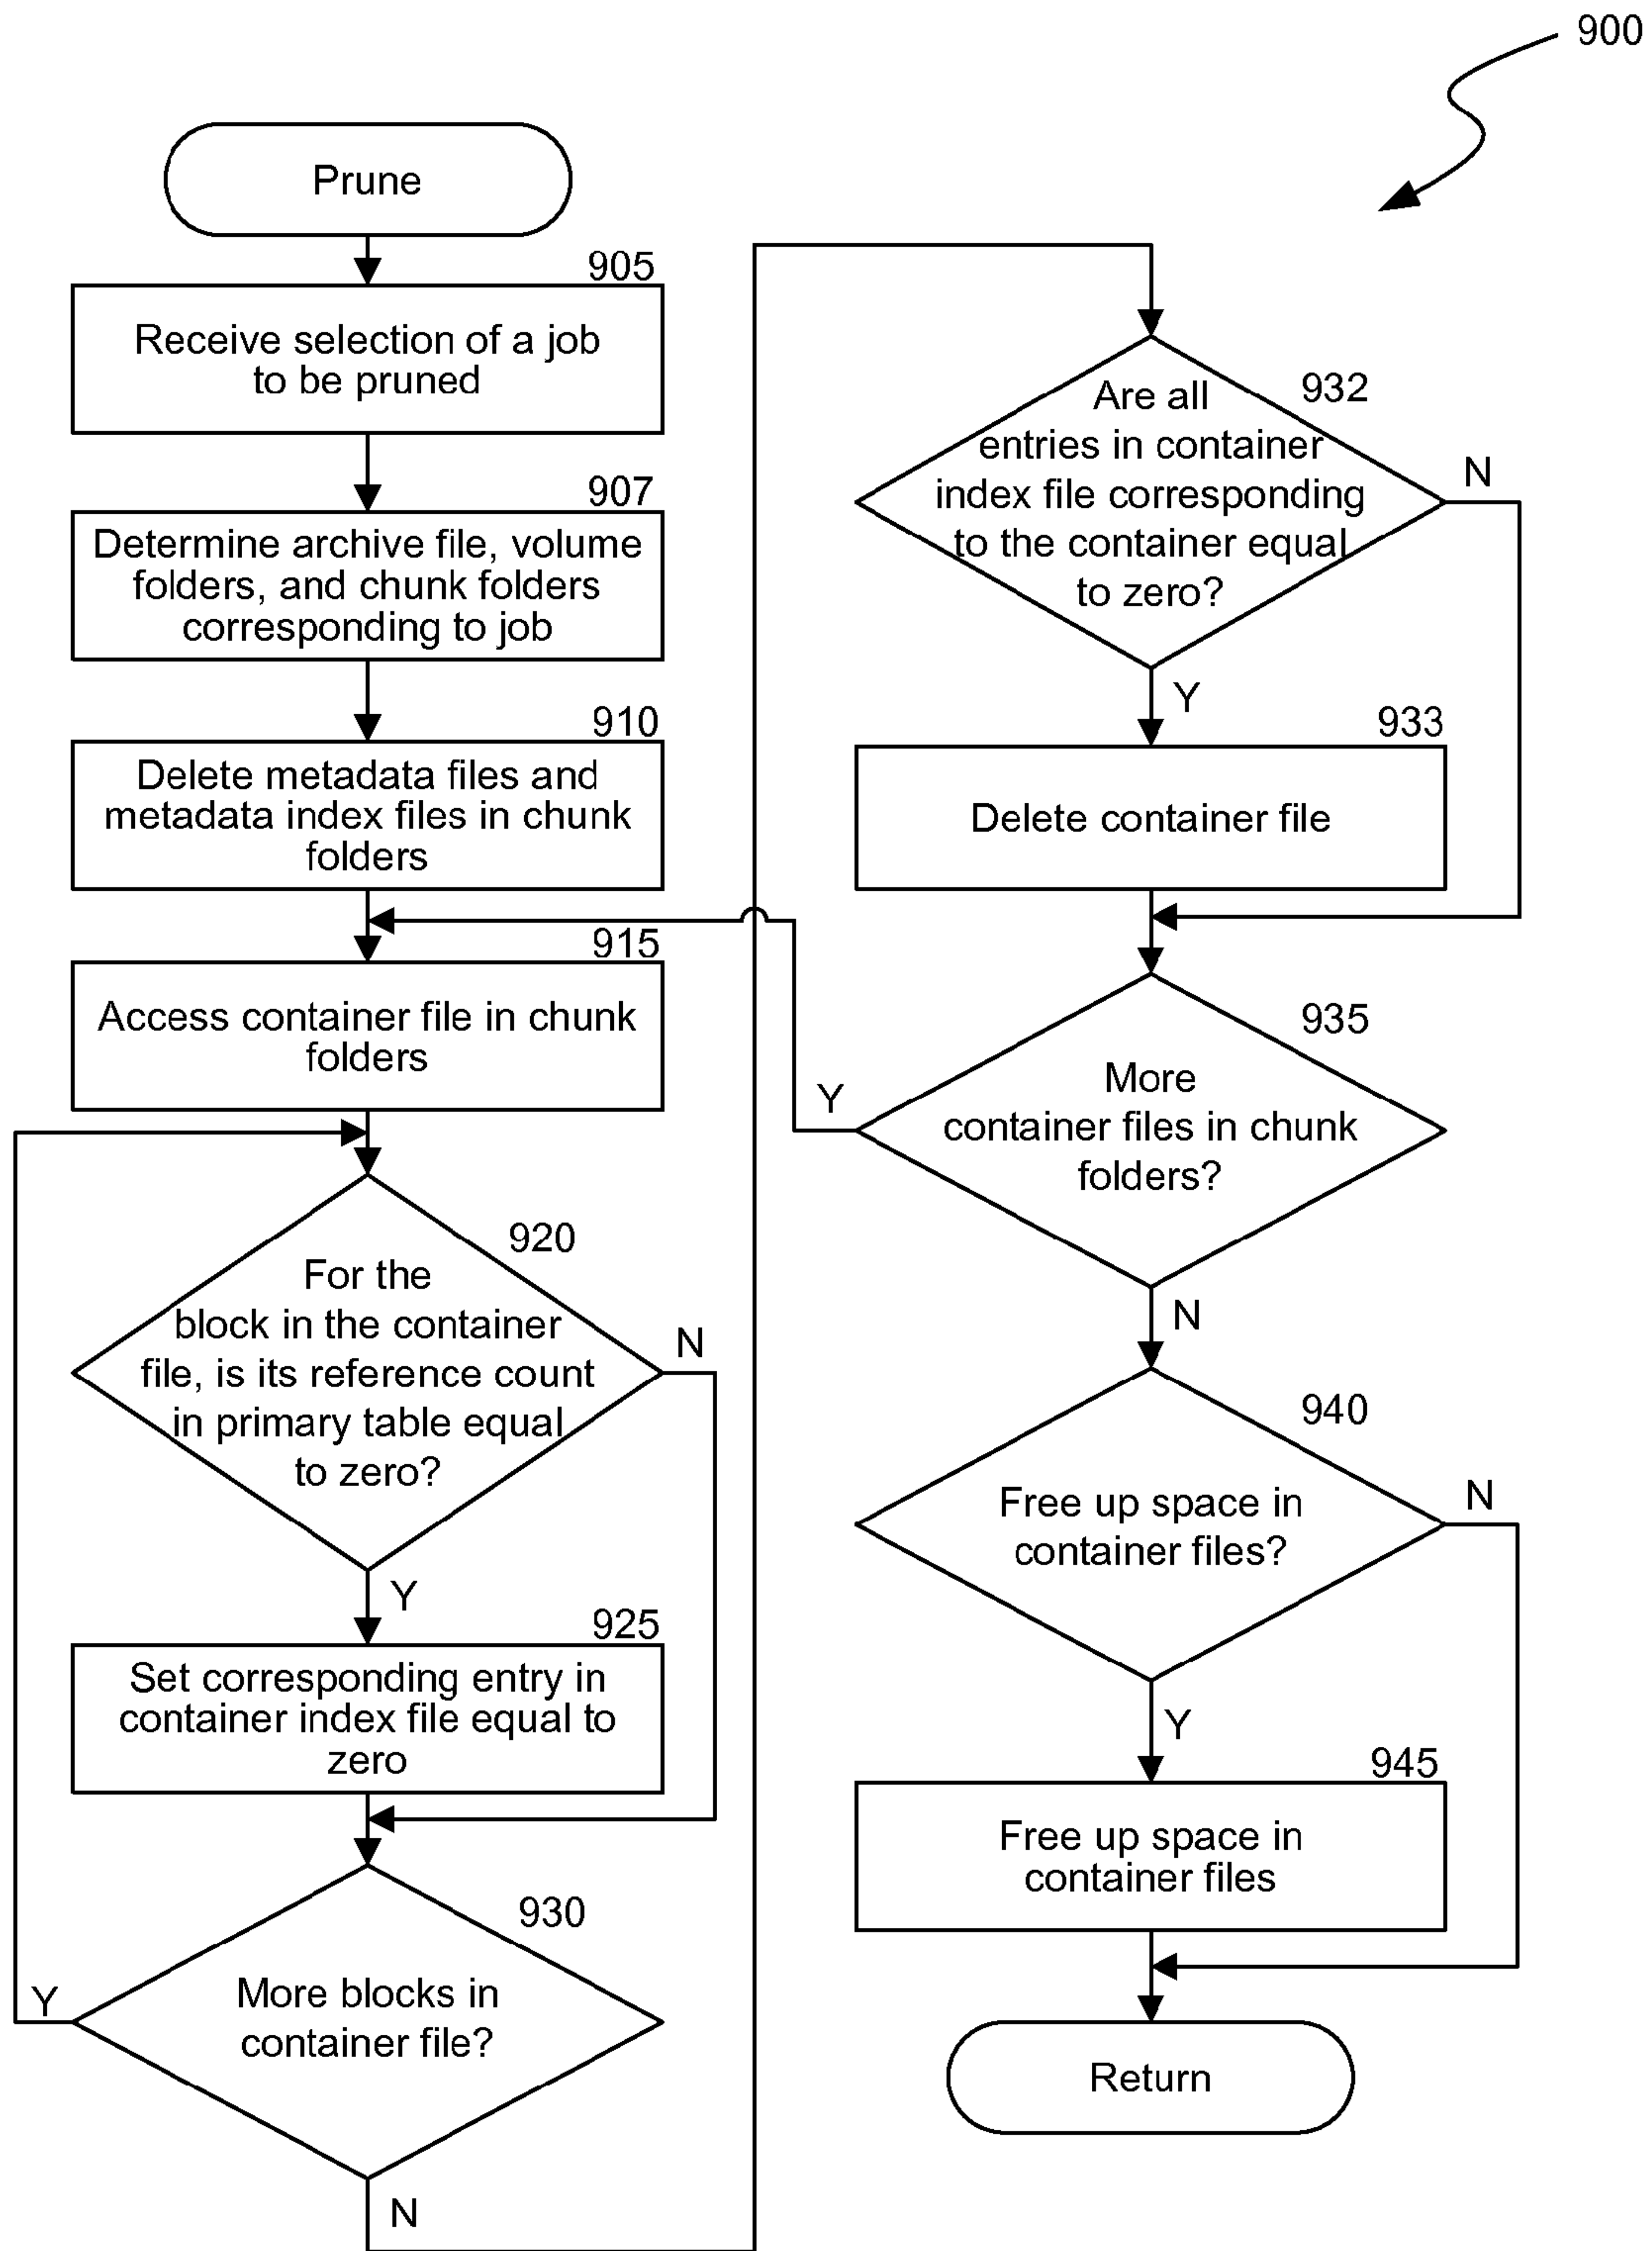 900
Prune
905
Receive selection of a job
to be pruned
907
Determine archive file, volume
folders, and chunk folders
corresponding to job
910
Delete metadata files and
metadata index files in chunk
folders
915
Access container file in chunk
folders
920
For the
block in the container
file, is its reference count
in primary table equal
to zero?
N
Y
925
Set corresponding entry in
container index file equal to
zero
930
More blocks in
container file?
Y
N
932
Are all
entries in container
index file corresponding
to the container equal
to zero?
N
Y
933
Delete container file
935
More
container files in chunk
folders?
Y
N
940
Free up space in
container files?
N
Y
945
Free up space in
container files
Return